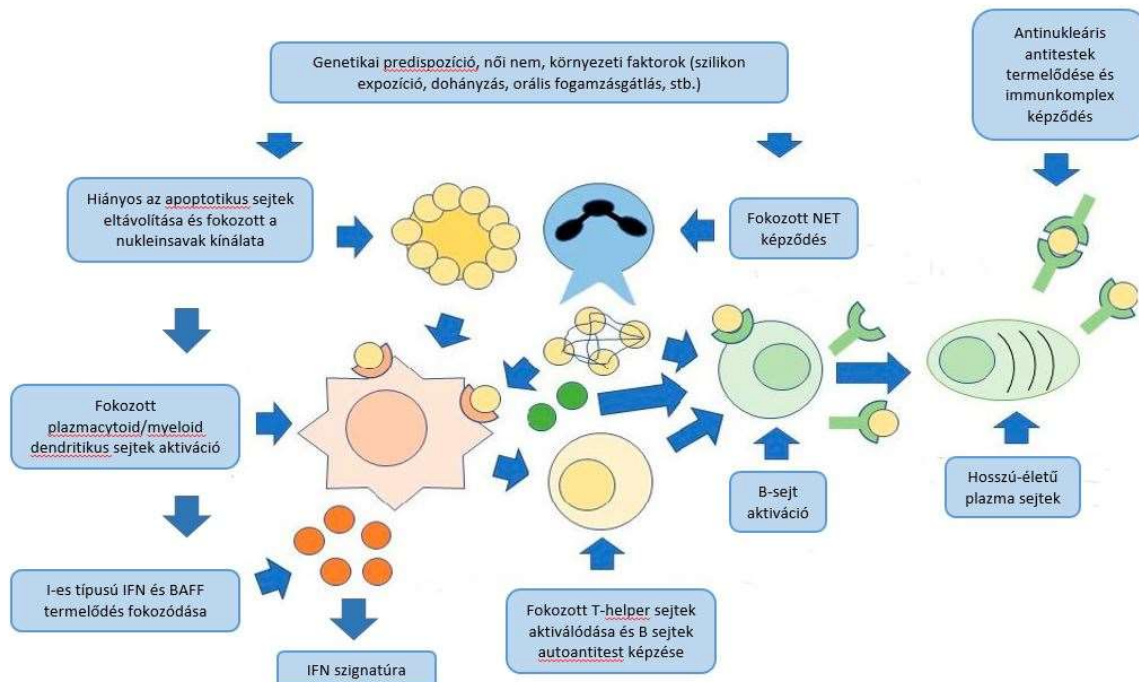 Genetikai predispozíció, női nem, környezeti faktorok (szilikon
expozíció, dohányzás, orális fogamzásgátlás, stb.)
Antinukleáris
antitestek
termelődése és
immunkomplex
képződés
Hiányos az apoptotikus sejtek
eltávolítása és fokozott a
nukleinsavak kínálata
Fokozott NET
képződés
Fokozott
plazmacytoid/myeloid
dendritikus sejtek aktiváció
B-sejt
aktiváció
Hosszú-életű
plazma sejtek
I-es típusú IFN és BAFF
termelődés fokozódása
Fokozott T-helper sejtek
aktiválódása és B sejtek
autoantitest képzése
IFN szignatúra